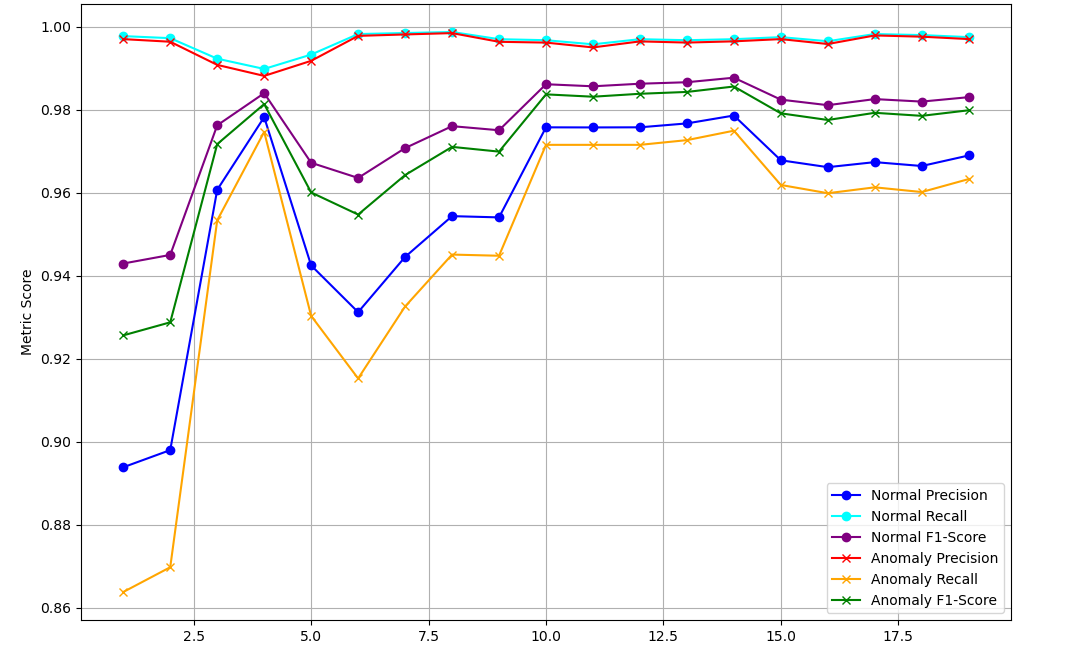 1.00
0.98
0.96
0.94
0.92
0.90
0.88
0.86
Metric Score
2.5 5.0 7.5 10.0 12.5 15.0 17.5
Normal Precision
Normal Recall
Normal F1-Score
Anomaly Precision
Anomaly Recall
Anomaly F1-Score